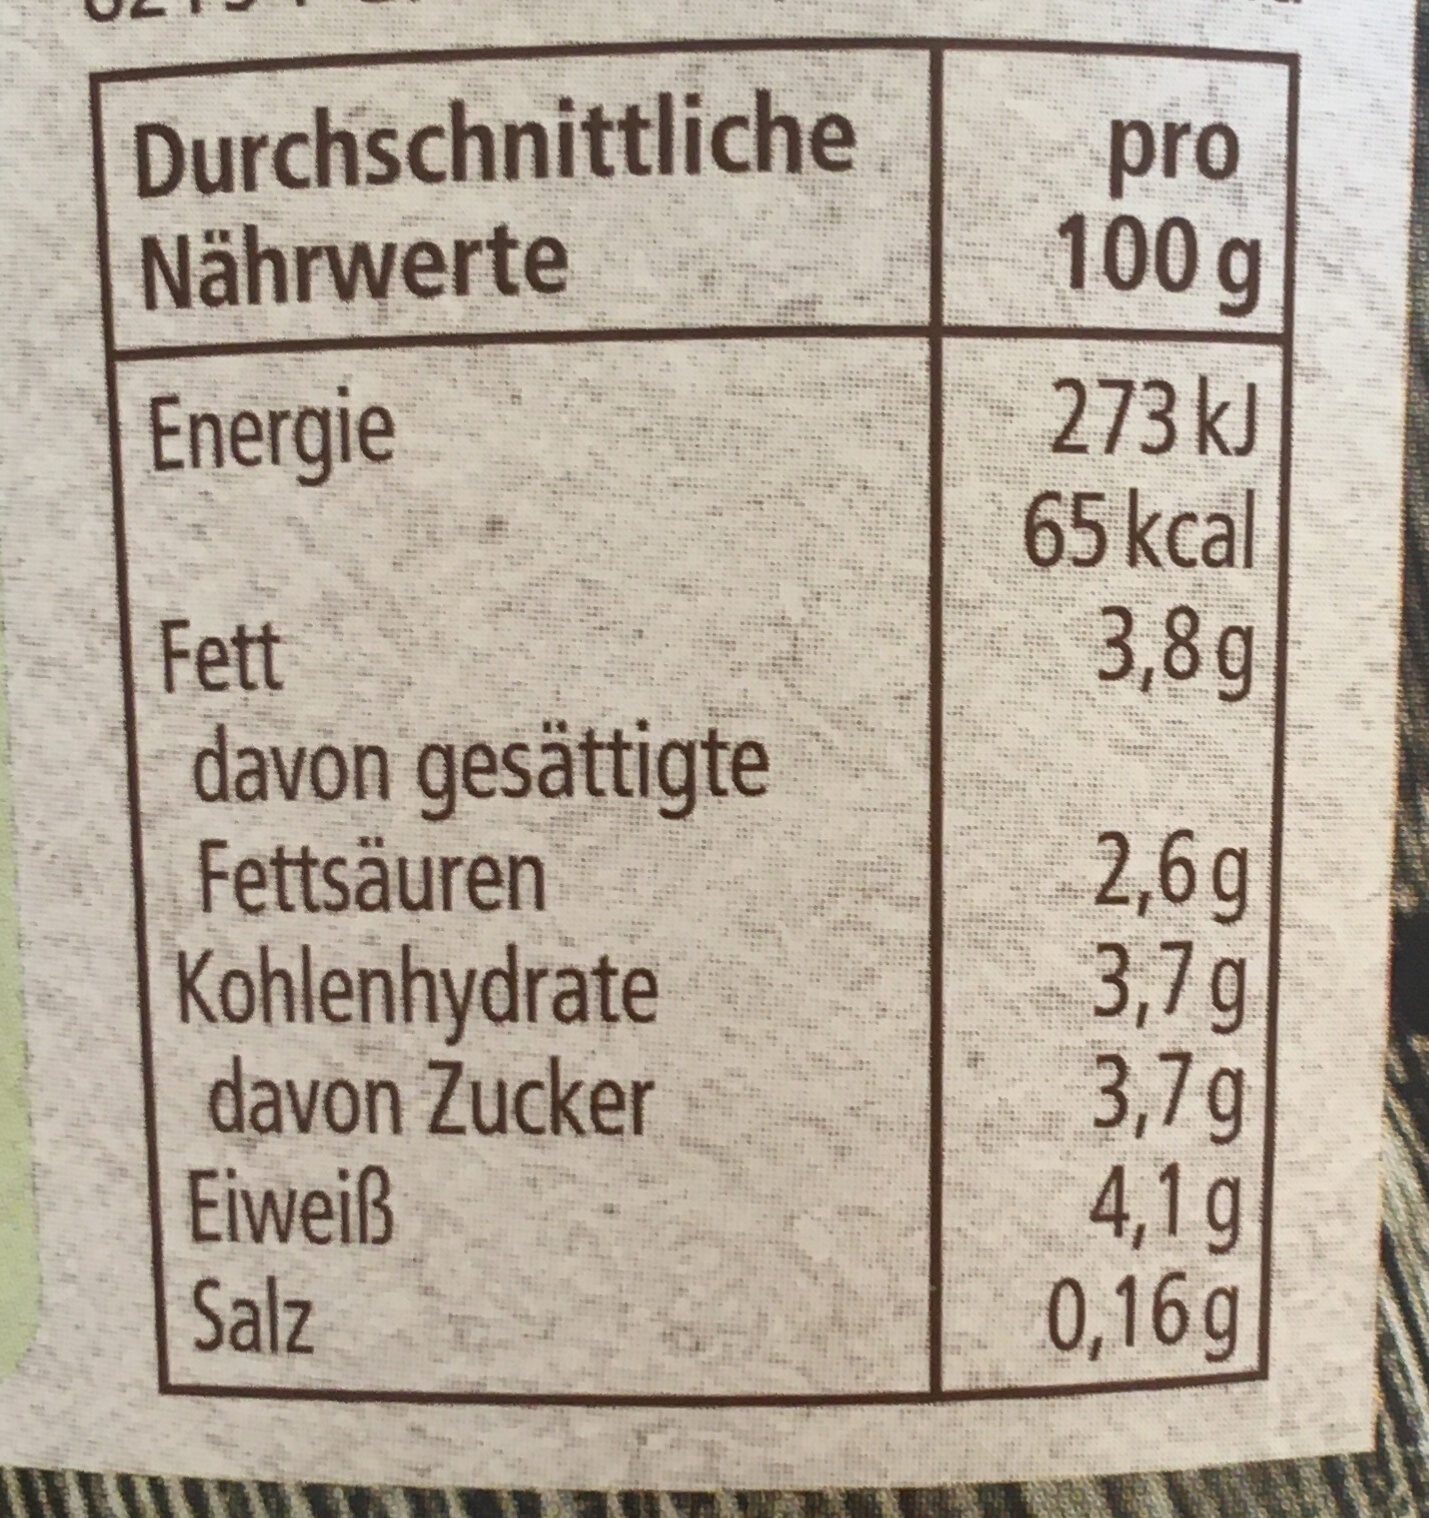 Durchschnittliche pro
Nährwerte 100 g
Energie 273 kJ
65 kcal
Fett 3,8 g
davon gesättigte
Fettsäuren 2,6 g
Kohlenhydrate 3,7 g
davon Zucker 3,7 g
Eiweiß 4,1 g
Salz 0,16 g